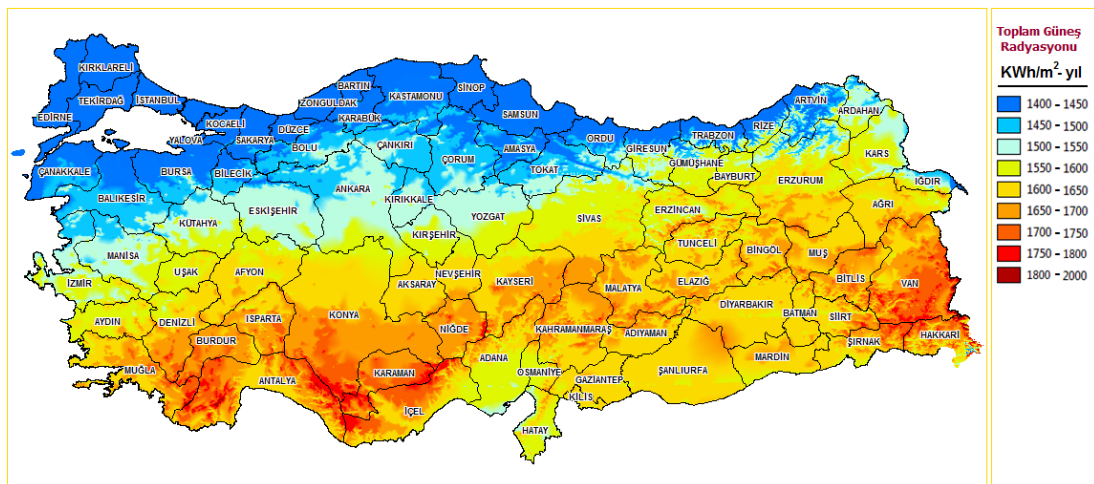 KIRKLARELİ
TEKİRDAĞ
İSTANBUL
EDİRNE
KOCAELİ
YALOVA
SAKARYA
DÜZCE
BOLU
ZONGULDAK
BARTIN
KARABÜK
KASTAMONU
SİNOP
SAMSUN
ÇANKIRI
ÇORUM
AMASYA
TOKAT
ORDU
GİRESUN
TRABZON
RİZE
ARTVİN
ARDAHAN
KARS
GÜMÜŞHANE
BAYBURT
ERZURUM
IĞDIR
AĞRI
ÇANAKKALE
BURSA
BİLECİK
BALIKESİR
KÜTAHYA
ESKİŞEHİR
ANKARA
KIRIKKALE
YOZGAT
KIRŞEHİR
SİVAS
ERZİNCAN
TUNCELİ
BİNGÖL
MUŞ
BİTLİS
VAN
MANİSA
İZMİR
UŞAK
AFYON
NEVŞEHİR
AKSARAY
KAYSERİ
MALATYA
ELAZIĞ
DİYARBAKIR
BATMAN
SİİRT
ŞIRNAK
HAKKARİ
AYDIN
DENİZLİ
ISPARTA
BURDUR
KONYA
NİĞDE
KAHRAMANMARAŞ
ADIYAMAN
MARDİN
ŞANLIURFA
MUĞLA
ANTALYA
KARAMAN
İÇEL
ADANA
OSMANİYE
GAZİANTEP
KİLİS
HATAY
Toplam Güneş
Radyasyonu
KWh/m²- yıl
1400 - 1450
1450 - 1500
1500 - 1550
1550 - 1600
1600 - 1650
1650 - 1700
1700 - 1750
1750 - 1800
1800 - 2000